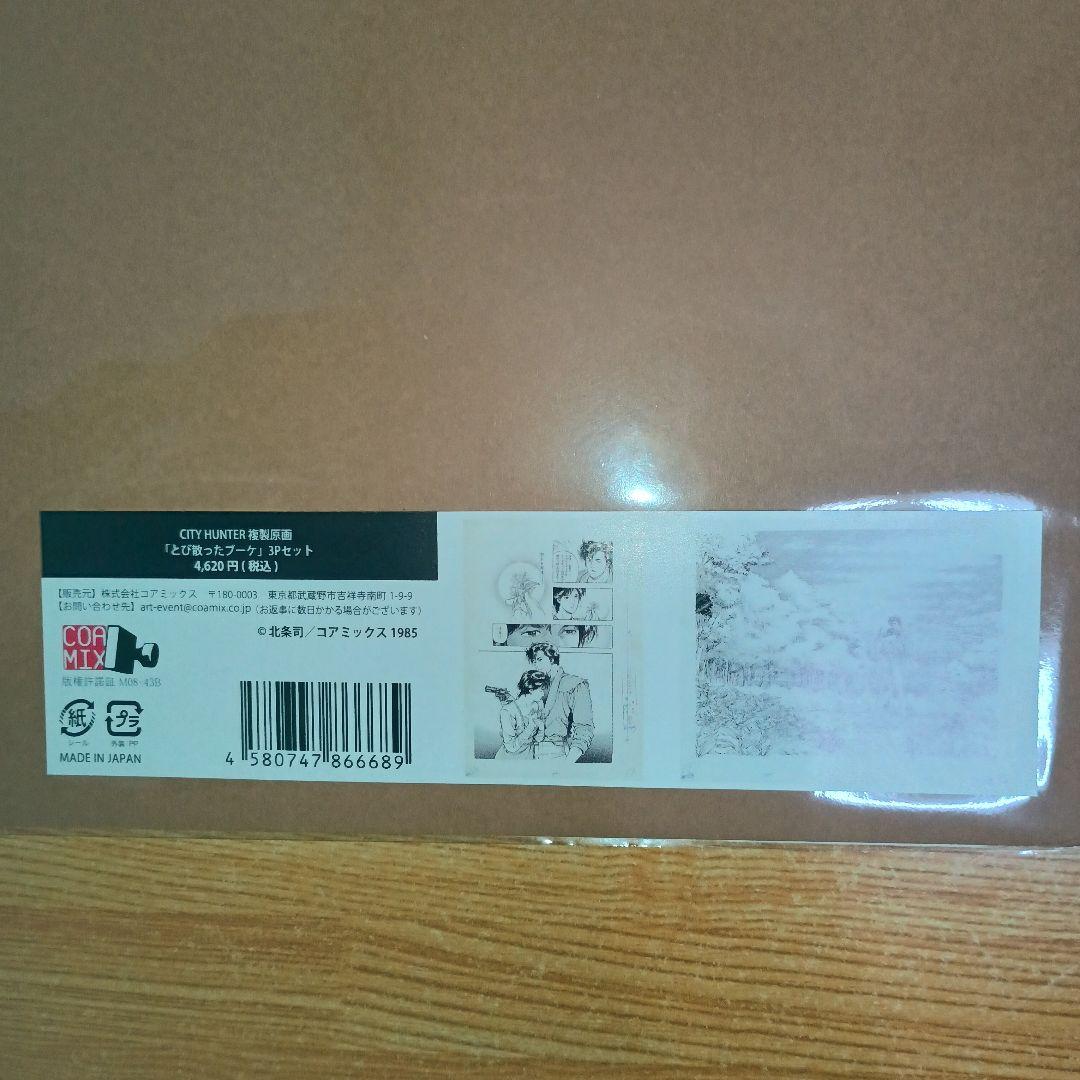 CITY HUNTER 複製原画
「とび散ったブーケ」3Pセット
4,620 円 ( 税込 )
【販売元】株式会社コアミックス　〒180-0003　東京都武蔵野市吉祥寺南町 1-9-9
【お問い合わせ先】art-event@coamix.co.jp（お返事に数日かかる場合がございます）
©北条司／コアミックス 1985
COA
MIX
版権許諾証 M08-43B
紙
プラ
シール
外装:PP
MADE IN JAPAN
4 580747 866689